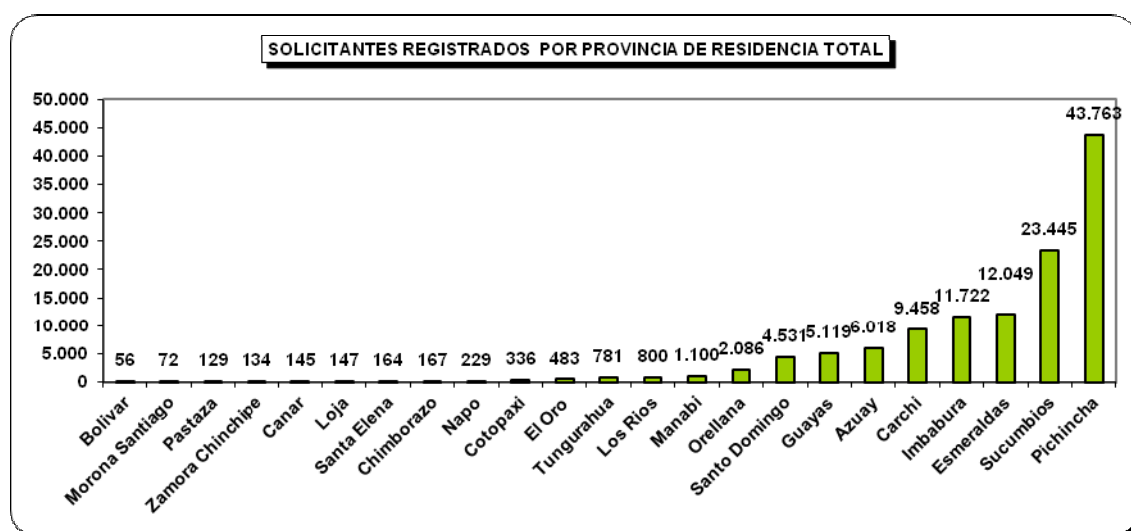 SOLICITANTES REGISTRADOS POR PROVINCIA DE RESIDENCIA TOTAL
50.000
45.000
40.000
35.000
30.000
25.000
20.000
15.000
10.000
5.000
0
56
72
129
134
145
147
164
167
229
336
483
781
800
1.100
2.086
4.531
5.119
6.018
9.458
11.722
12.049
23.445
43.763
Bolivar
Morona Santiago
Pastaza
Zamora Chinchipe
Canar
Loja
Santa Elena
Chimborazo
Napo
Cotopaxi
El Oro
Tungurahua
Los Rios
Manabi
Orellana
Santo Domingo
Guayas
Azuay
Carchi
Imbabura
Esmeraldas
Sucumbios
Pichincha